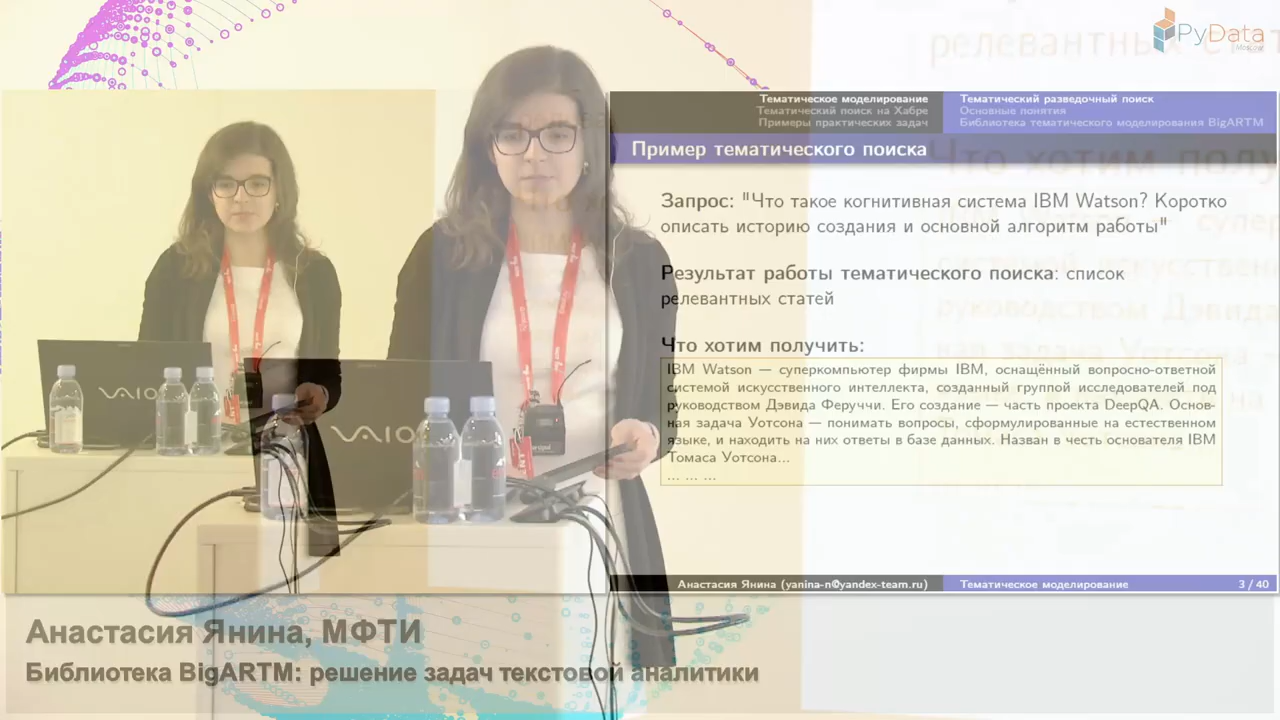 PyData
Moscow
Тематическое моделирование
Тематический поиск на Хабре
Примеры практических задач
Тематический разведочный поиск
Основные понятия
Библиотека тематического моделирования BigARTM
Пример тематического поиска
Запрос: "Что такое когнитивная система IBM Watson? Коротко
описать историю создания и основной алгоритм работы"
Результат работы тематического поиска: список
релевантных статей
Что хотим получить:
IBM Watson — суперкомпьютер фирмы IBM, оснащённый вопросно-ответной
системой искусственного интеллекта, созданный группой исследователей под
руководством Дэвида Феруччи. Его создание — часть проекта DeepQA. Основ-
ная задача Уотсона — понимать вопросы, сформулированные на естественном
языке, и находить на них ответы в базе данных. Назван в честь основателя IBM
Томаса Уотсона...
... ... ...
Анастасия Янина (yanina-n@yandex-team.ru)
Тематическое моделирование
3 / 40
VAIO
VAIO
Анастасия Янина, МФТИ
Библиотека BigARTM: решение задач текстовой аналитики